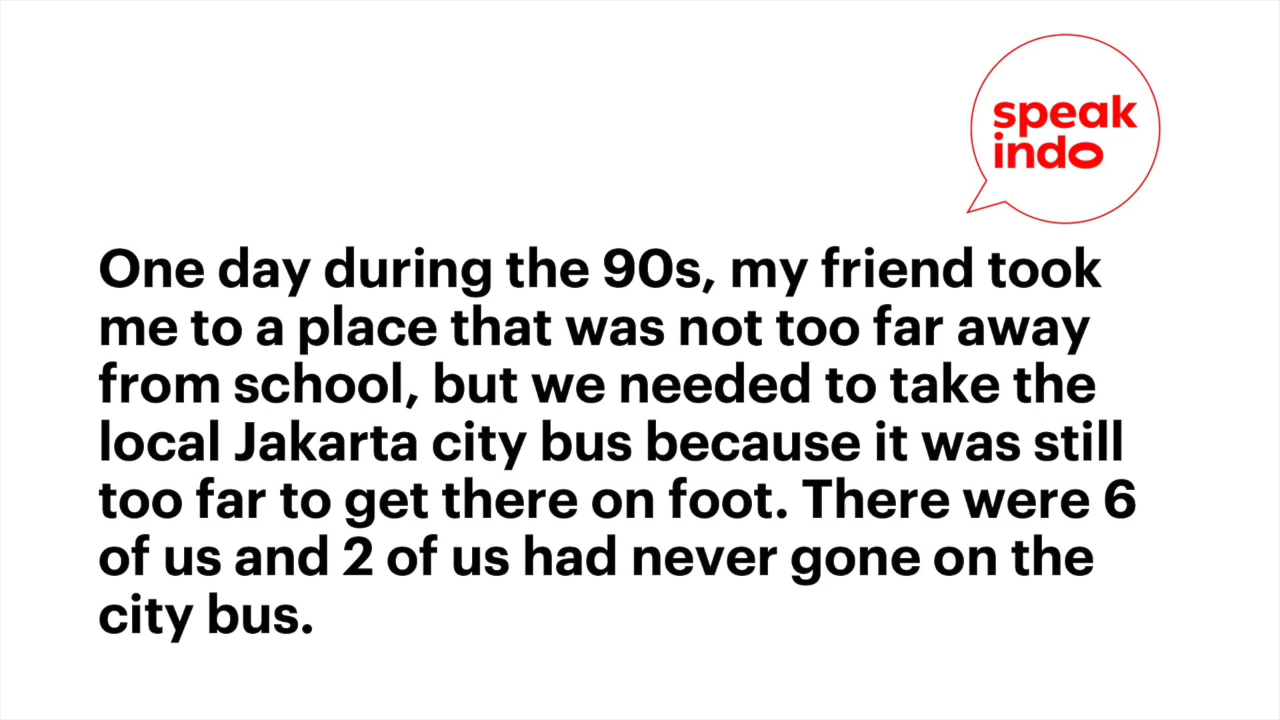 speak
indo
One day during the 90s, my friend took
me to a place that was not too far away
from school, but we needed to take the
local Jakarta city bus because it was still
too far to get there on foot. There were 6
of us and 2 of us had never gone on the
city bus.